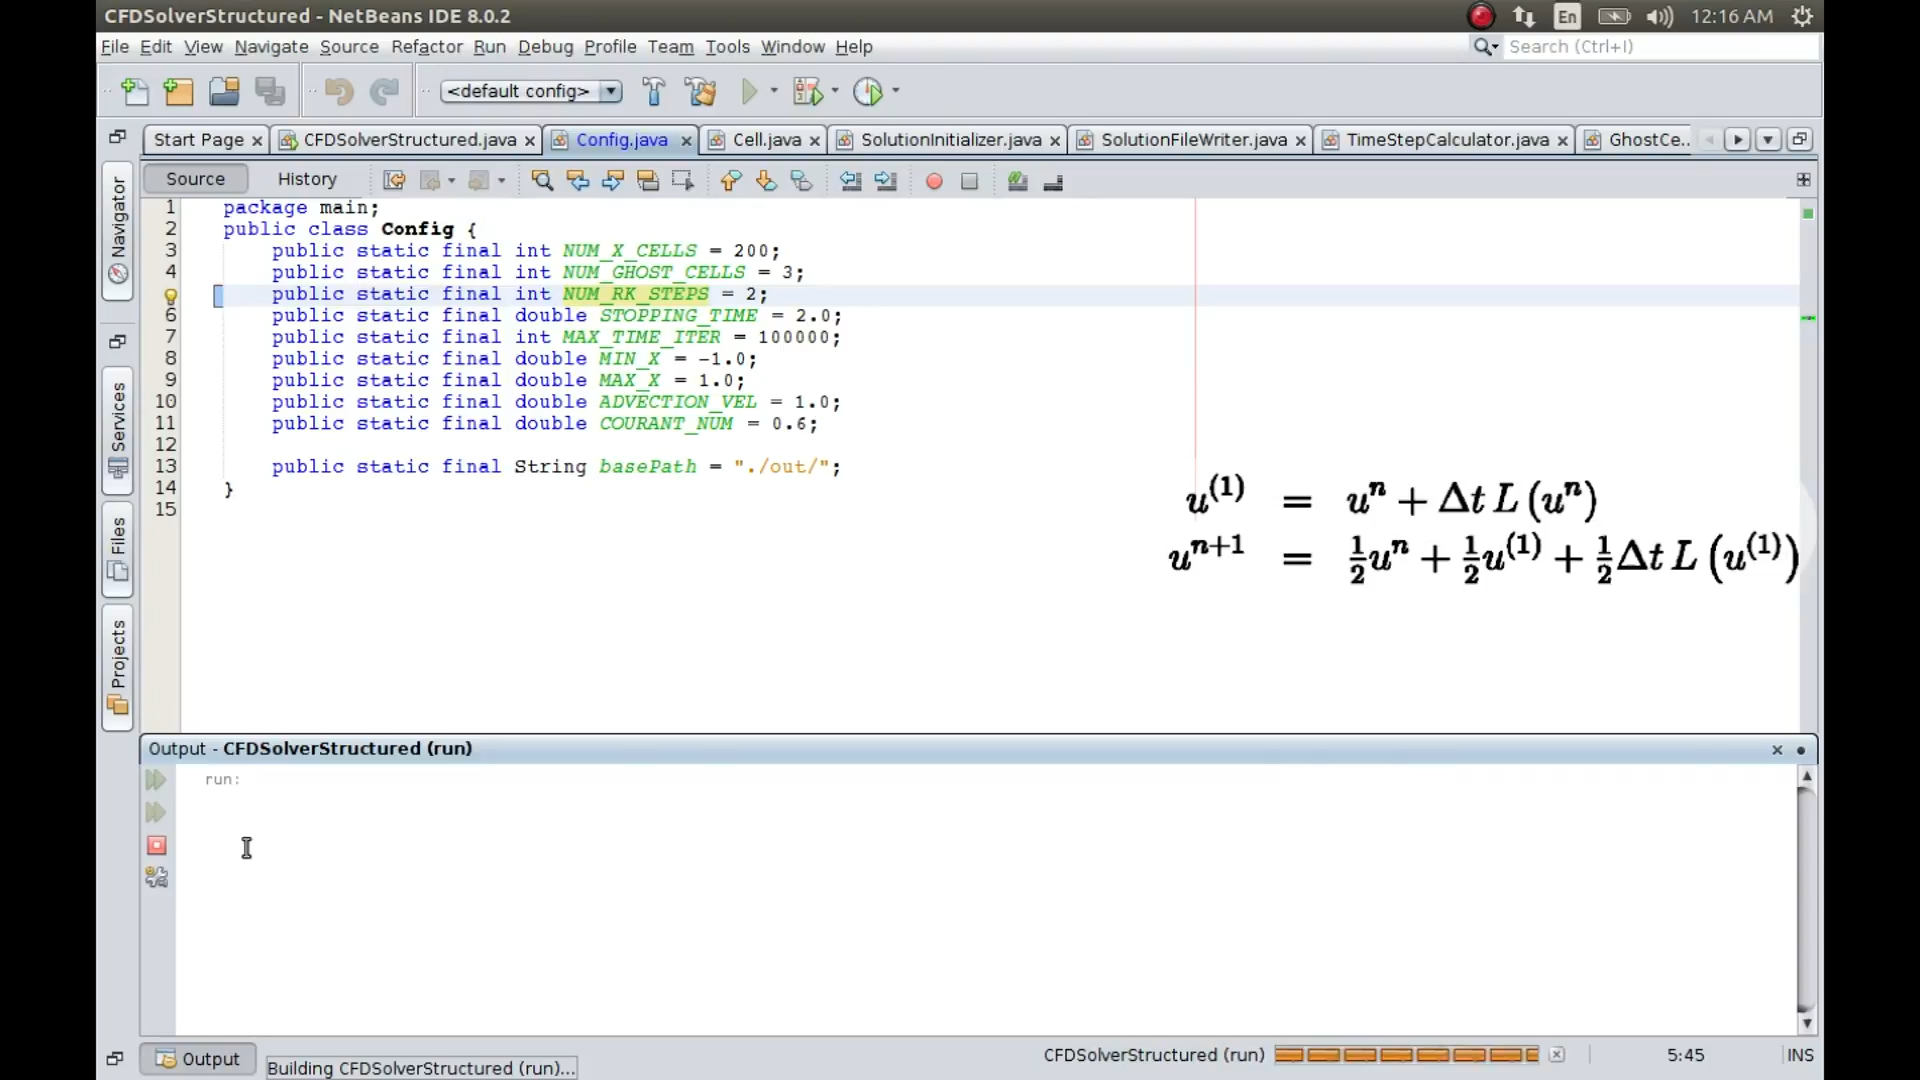 CFDSolverStructured - NetBeans IDE 8.0.2
En
12:16 AM
File Edit View Navigate Source Refactor Run Debug Profile Team Tools Window Help
Search (Ctrl+I)
<default config>
Start Page
CFDSolverStructured.java
Config.java
Cell.java
SolutionInitializer.java
SolutionFileWriter.java
TimeStepCalculator.java
GhostCe..
Source
History
Navigator
Services
Files
Projects
1 package main;
2 public class Config {
3 public static final int NUM_X_CELLS = 200;
4 public static final int NUM_GHOST_CELLS = 3;
public static final int NUM_RK_STEPS = 2;
6 public static final double STOPPING_TIME = 2.0;
7 public static final int MAX_TIME_ITER = 100000;
8 public static final double MIN_X = -1.0;
9 public static final double MAX_X = 1.0;
10 public static final double ADVECTION_VEL = 1.0;
11 public static final double COURANT_NUM = 0.6;
12
13 public static final String basePath = "./out/";
14 }
15
u^(1) = u^n + Δt L (u^n)
u^{n+1} = 1/2 u^n + 1/2 u^(1) + 1/2 Δt L (u^(1))
Output - CFDSolverStructured (run)
run:
Output
Building CFDSolverStructured (run)...
CFDSolverStructured (run)
5:45
INS